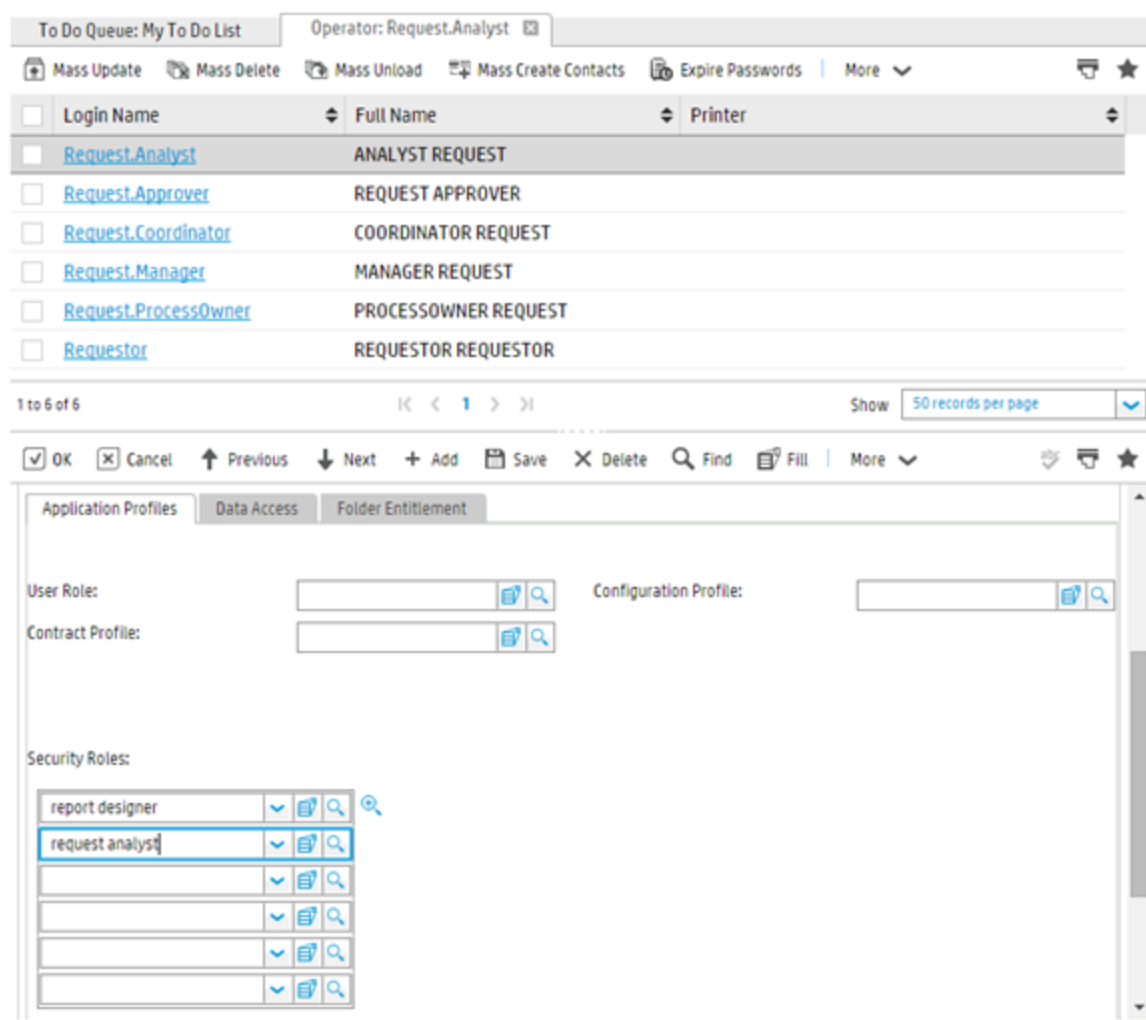 To Do Queue: My To Do List Operator: Request.Analyst
Mass Update Mass Delete Mass Unload Mass Create Contacts Expire Passwords More
Login Name Full Name Printer
Request.Analyst ANALYST REQUEST
Request.Approver REQUEST APPROVER
Request.Coordinator COORDINATOR REQUEST
Request.Manager MANAGER REQUEST
Request.ProcessOwner PROCESSOWNER REQUEST
Requestor REQUESTOR REQUESTOR
1 to 6 of 6 1 Show 50 records per page
OK Cancel Previous Next Add Save Delete Find Fill More
Application Profiles Data Access Folder Entitlement
User Role: Configuration Profile:
Contract Profile:
Security Roles:
report designer
request analyst